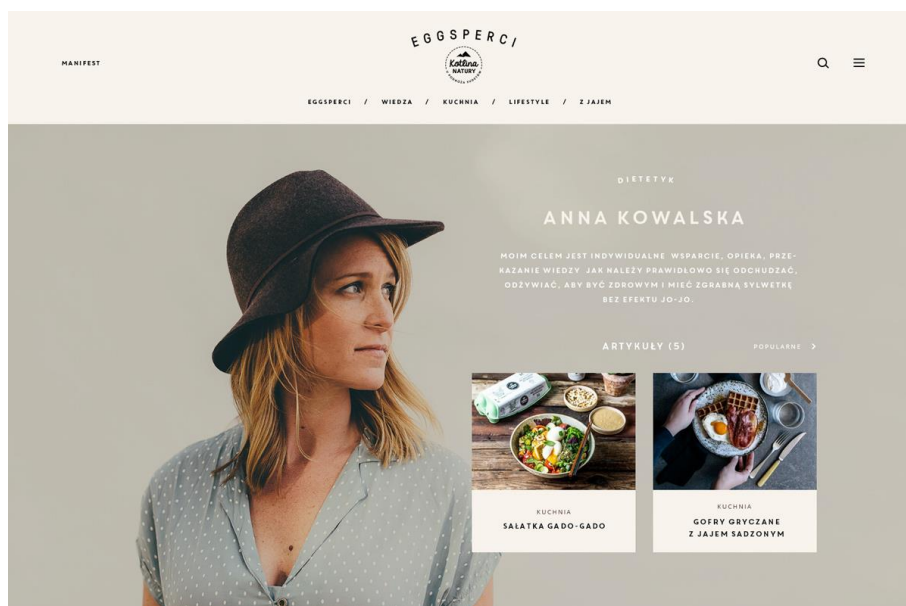 EGGSPERCI
Kotlina
NATURY
MANIFEST
EGGSPERCI / WIEDZA / KUCHNIA / LIFESTYLE / Z JAJEM
DIETETYK
ANNA KOWALSKA
MOIM CELEM JEST INDYWIDUALNE WSPARCIE, OPIEKA, PRZE-
KAZANIE WIEDZY JAK NALEŻY PRAWIDŁOWO SIĘ ODCHUDZAĆ,
ODŻYWIAĆ, ABY BYĆ ZDROWYM I MIEĆ ZGRABNĄ SYLWETKĘ
BEZ EFEKTU JO-JO.
ARTYKUŁY (5)
POPULARNE
KUCHNIA
SAŁATKA GADO-GADO
KUCHNIA
GOFRY GRYCZANE
Z JAJEM SADZONYM